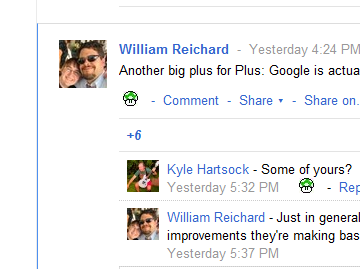 William Reichard - Yesterday 4:24 PM
Another big plus for Plus: Google is actua
- Comment - Share ▾ - Share on.
+6
Kyle Hartsock - Some of yours?
Yesterday 5:32 PM - Rep
William Reichard - Just in general
improvements they're making bas
Yesterday 5:37 PM